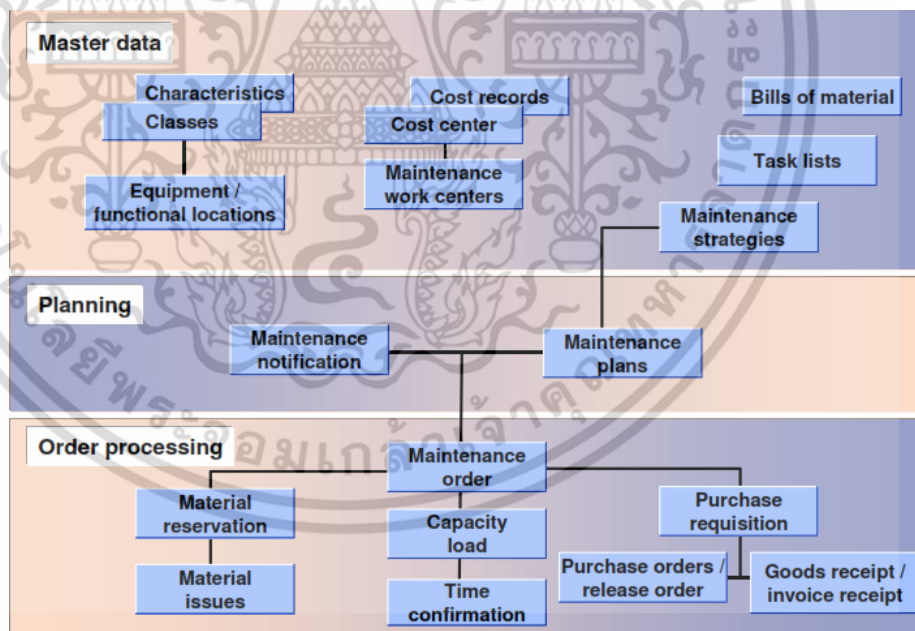 Master data
Characteristics
Classes
Equipment /
functional locations
Cost records
Cost center
Maintenance
work centers
Bills of material
Task lists
Maintenance
strategies
Planning
Maintenance
notification
Maintenance
plans
Order processing
Maintenance
order
Material
reservation
Material
issues
Capacity
load
Time
confirmation
Purchase
requisition
Purchase orders /
release order
Goods receipt /
invoice receipt